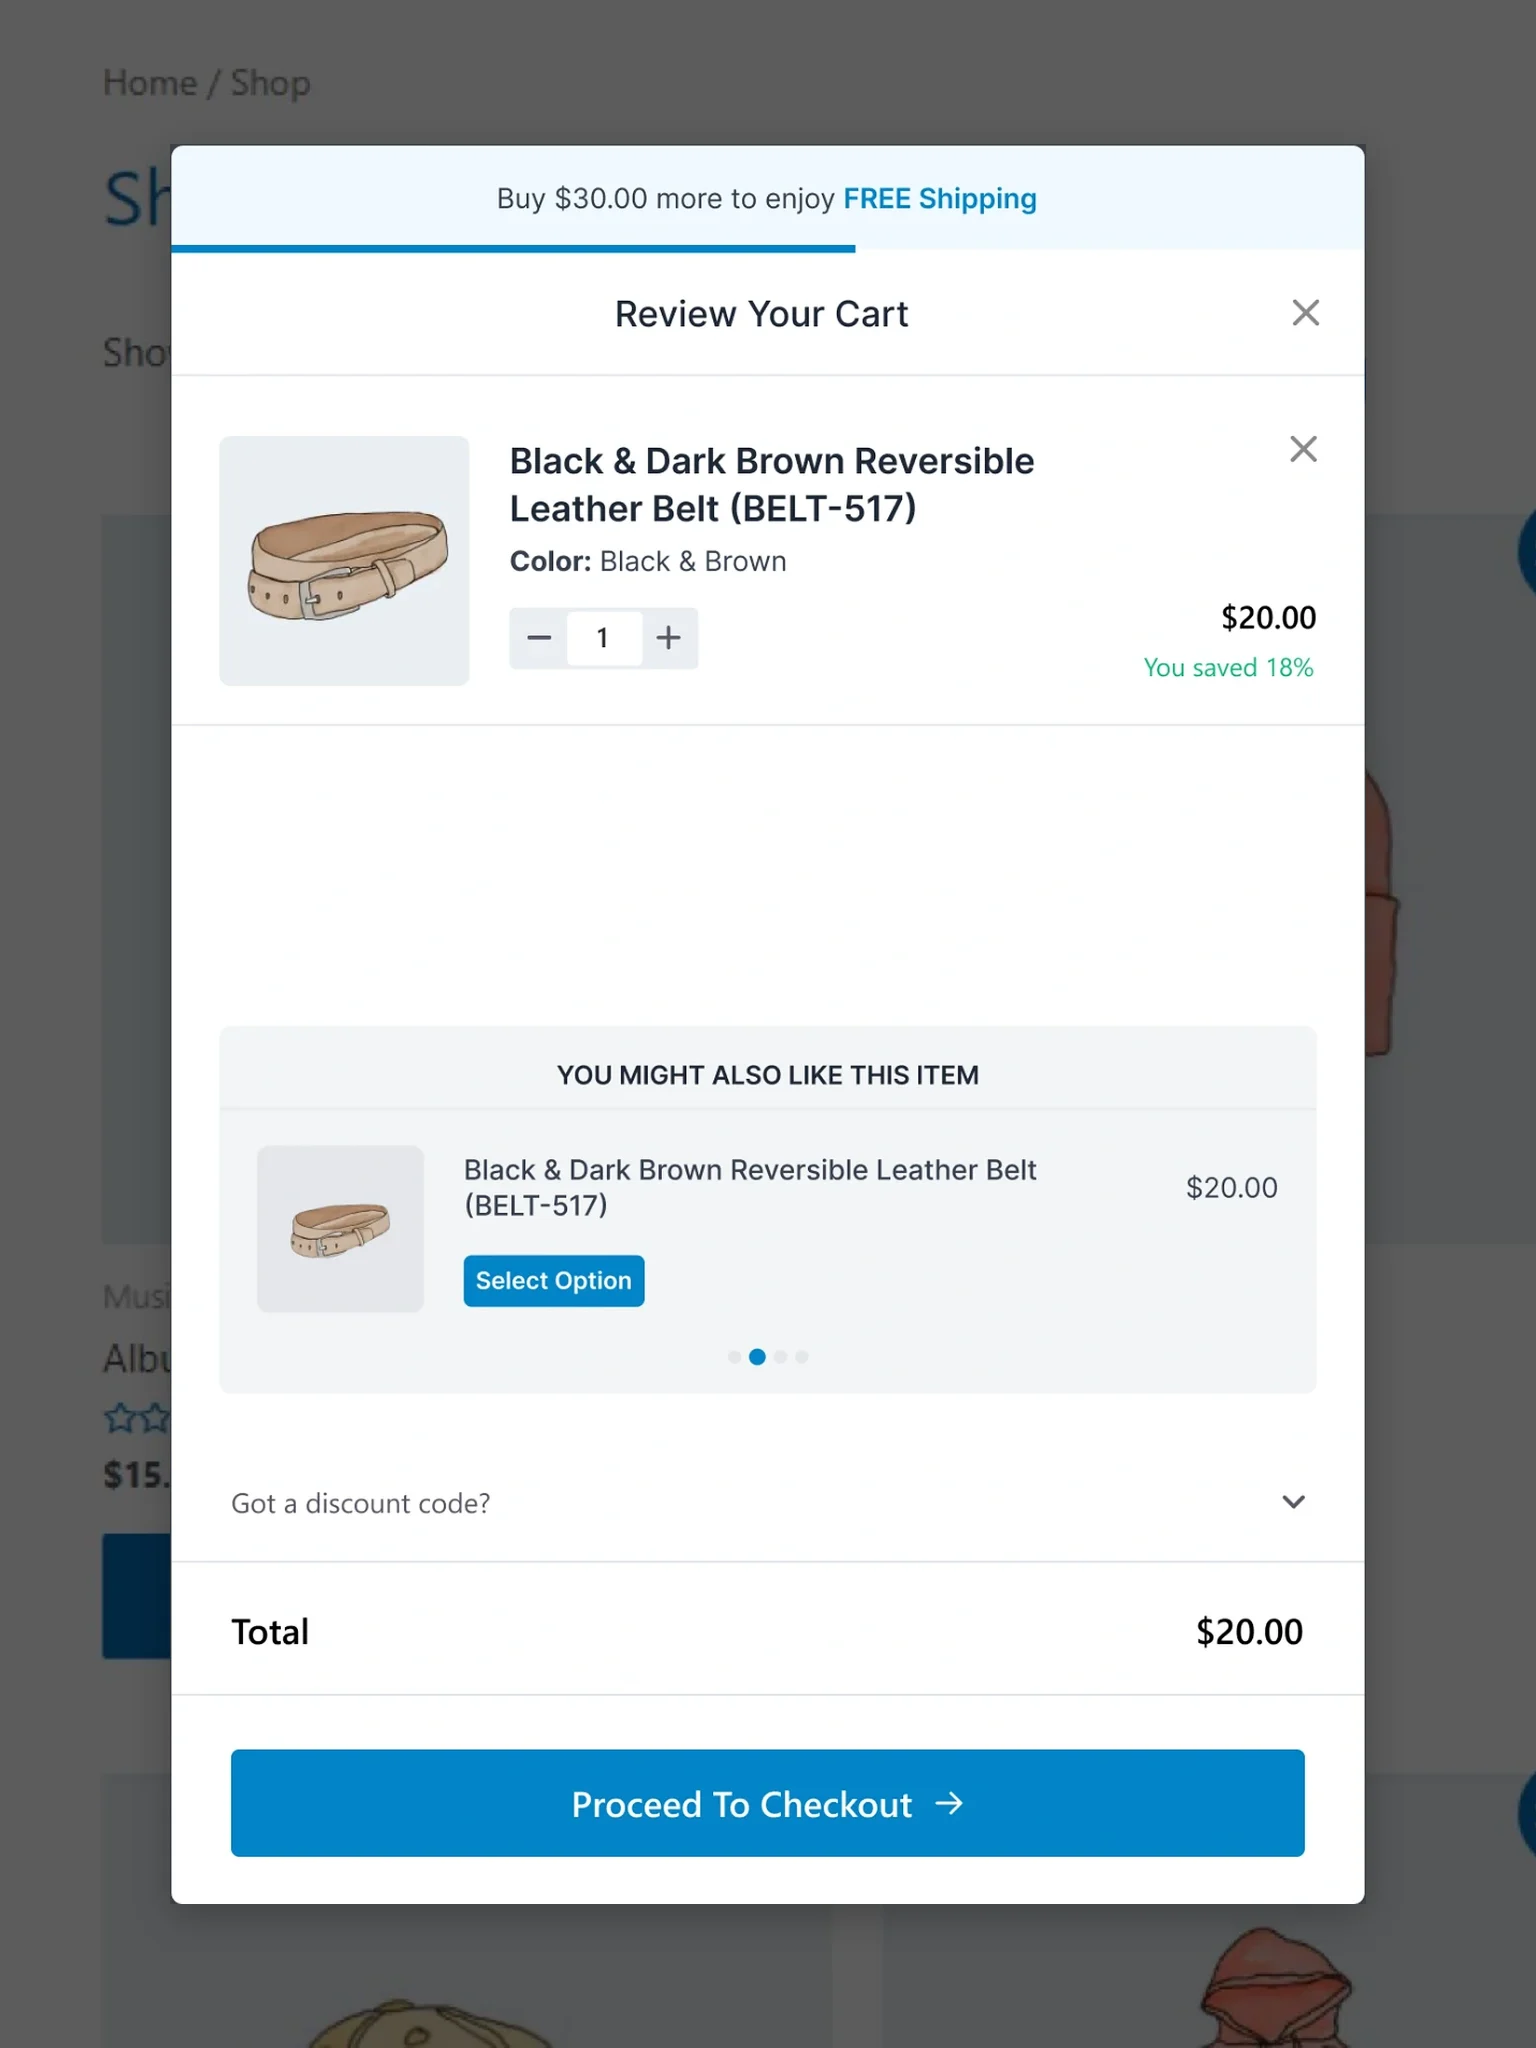 Home / Shop
Buy $30.00 more to enjoy FREE Shipping
Review Your Cart
Black & Dark Brown Reversible
Leather Belt (BELT-517)
Color: Black & Brown
1
$20.00
You saved 18%
YOU MIGHT ALSO LIKE THIS ITEM
Black & Dark Brown Reversible Leather Belt
(BELT-517)
$20.00
Select Option
Got a discount code?
Total
$20.00
Proceed To Checkout
$15.